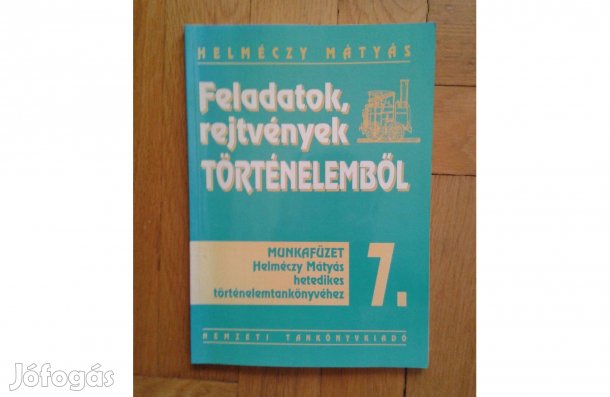 HELMÉCZY MÁTYÁS
Feladatok,
rejtvények
TÖRTÉNELEMBŐL
MUNKAFÜZET
Helméczy Mátyás
hetedikes
történelemtankönyvéhez
7.
NEMZETI TANKÖNYVKIADÓ
Jófogás